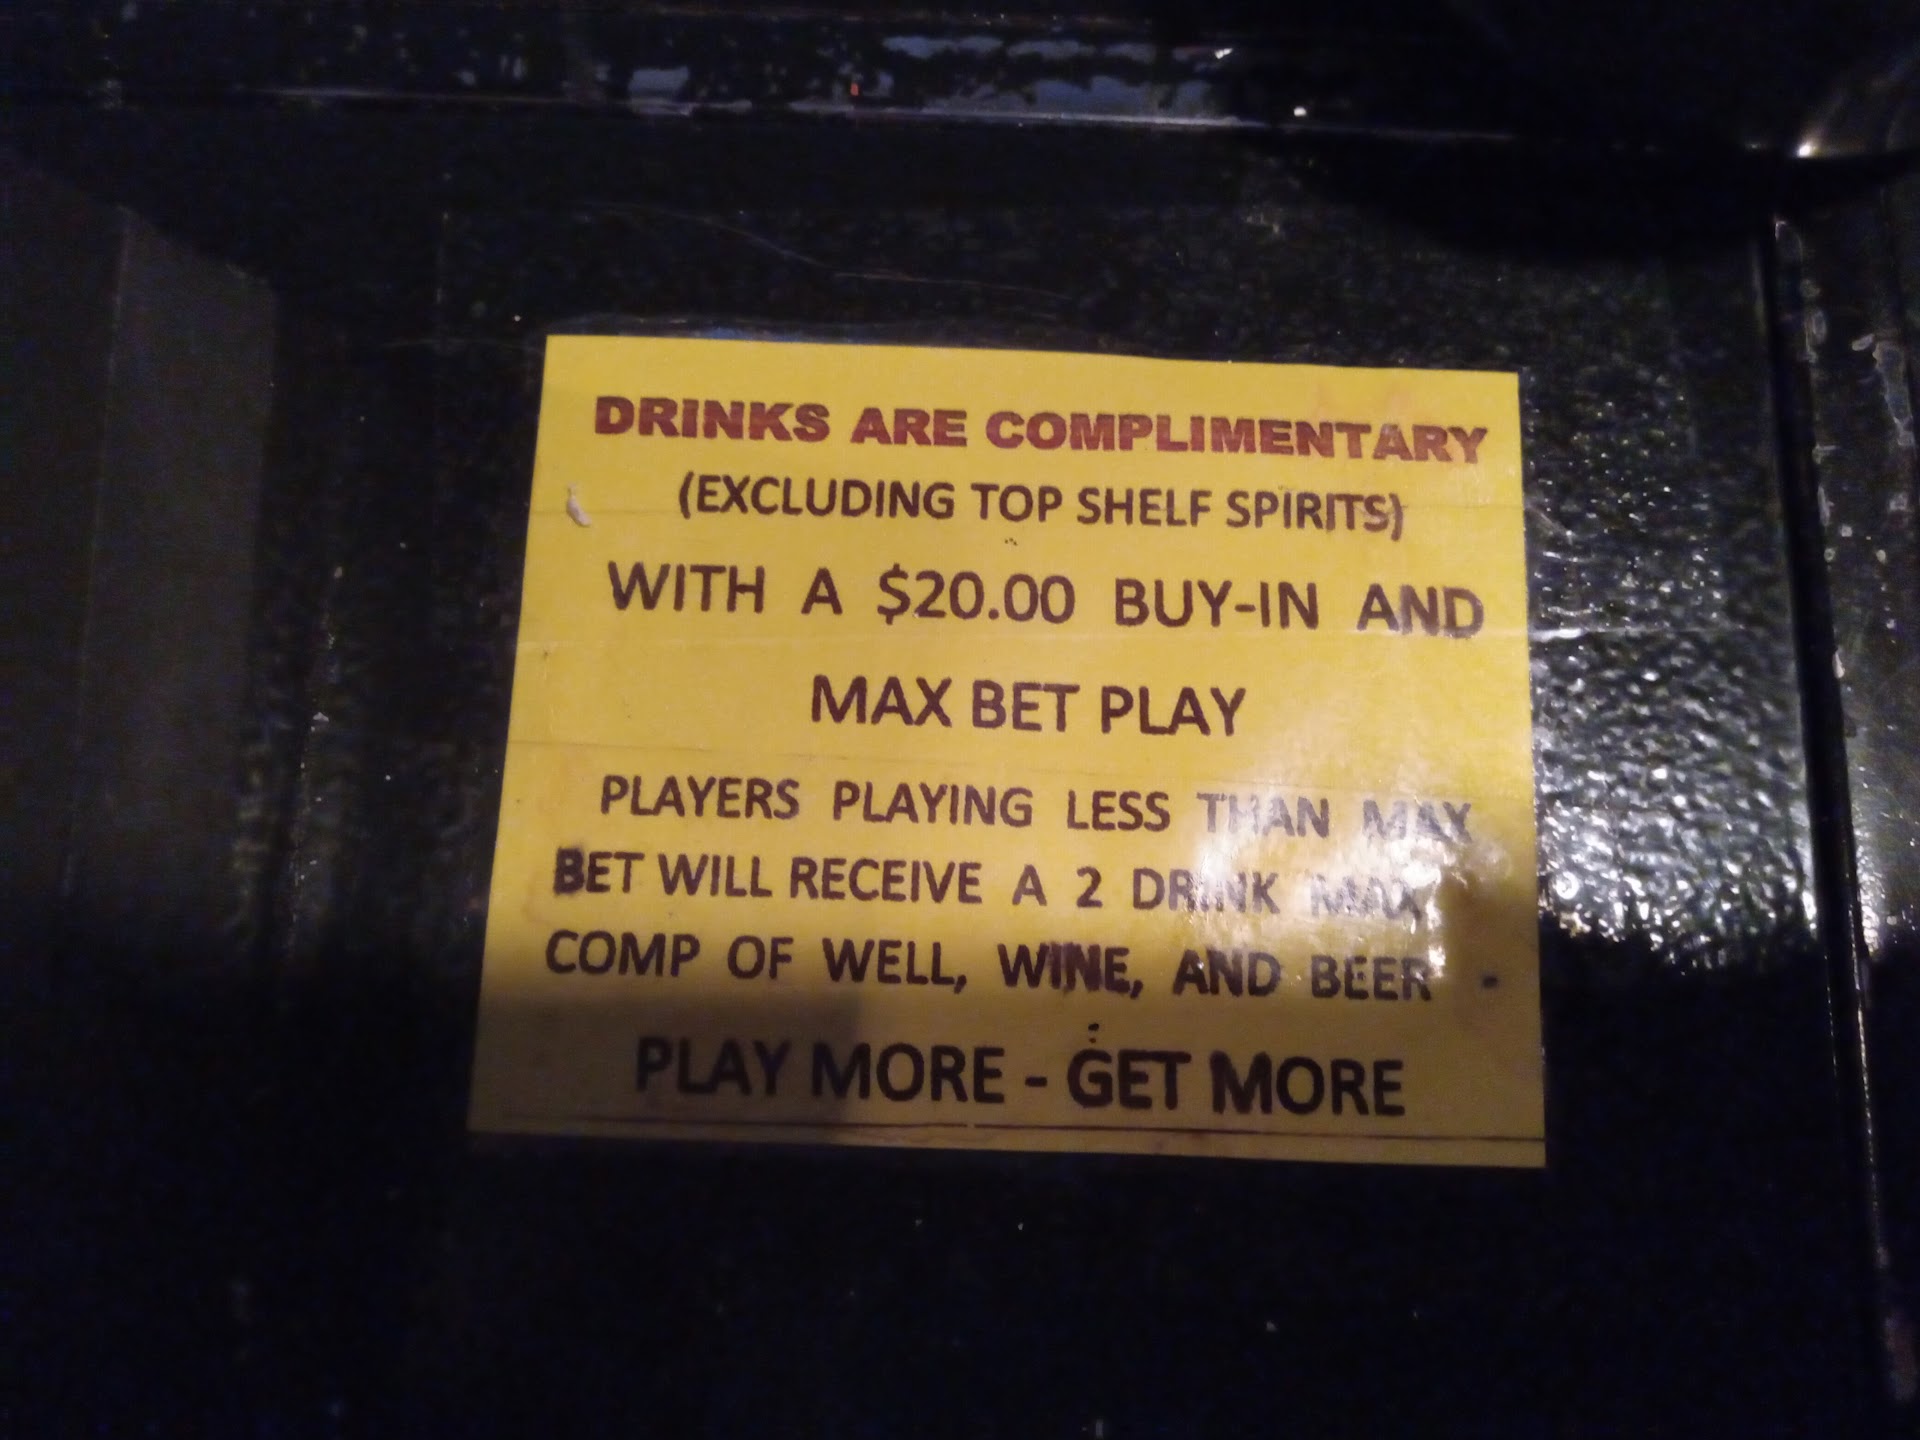 DRINKS ARE COMPLIMENTARY
(EXCLUDING TOP SHELF SPIRITS)
WITH A $20.00 BUY-IN AND
MAX BET PLAY
PLAYERS PLAYING LESS THAN MAX
BET WILL RECEIVE A 2 DRINK MAX
COMP OF WELL, WINE, AND BEER -
PLAY MORE - GET MORE